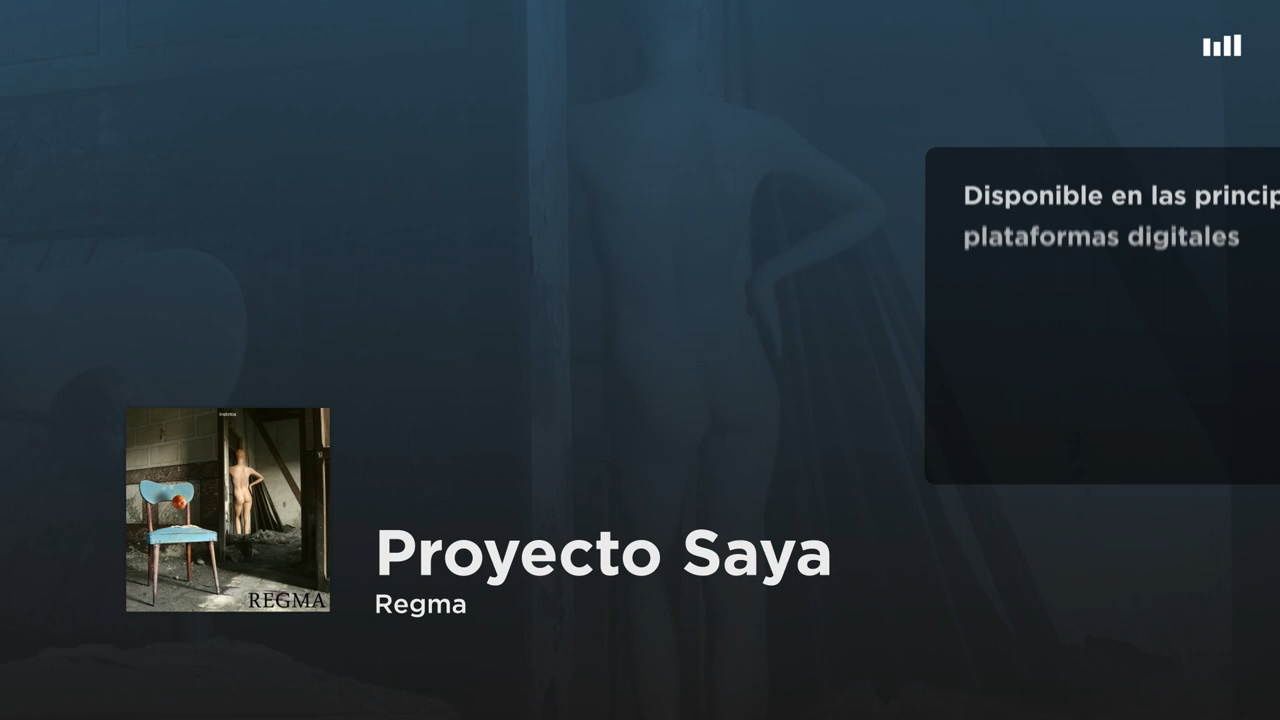 Disponible en las princip
plataformas digitales
REGMA
Proyecto Saya
Regma